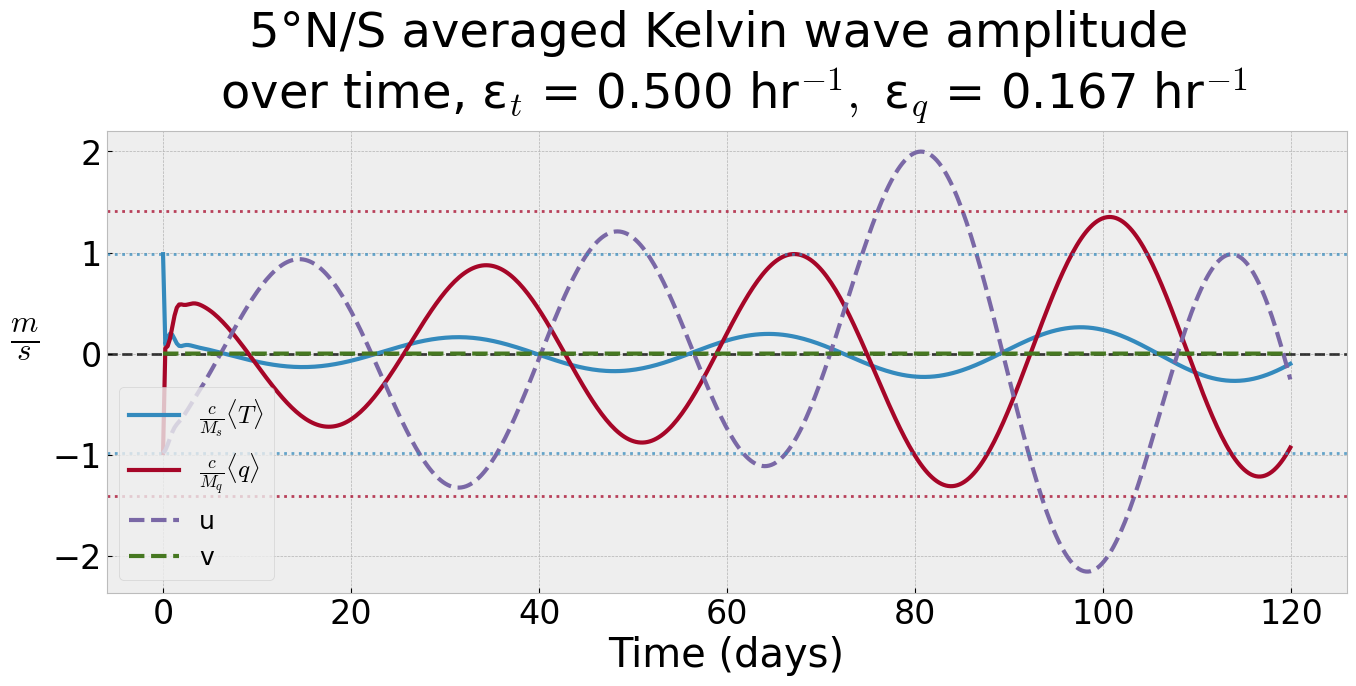 5°N/S averaged Kelvin wave amplitude
over time, ε_t = 0.500 hr⁻¹, ε_q = 0.167 hr⁻¹
2
1
0
−1
−2
m/s
c/M_s ⟨T⟩
c/M_q ⟨q⟩
u
v
0 20 40 60 80 100 120
Time (days)